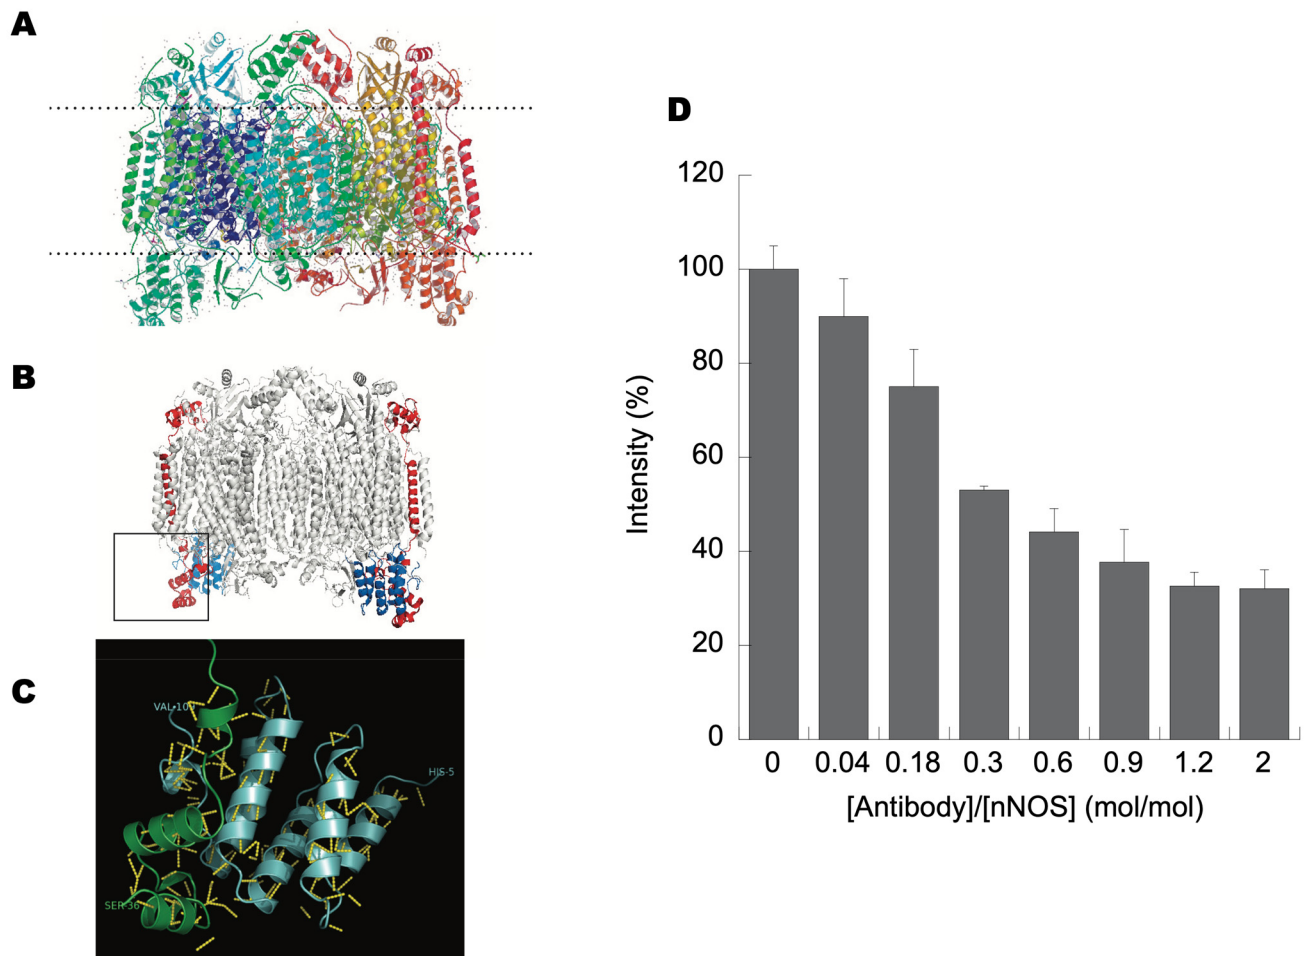 A
B
C
VAL-10
HIS-5
SER-36
D
120
100
80
60
40
20
0
Intensity (%)
0 0.04 0.18 0.3 0.6 0.9 1.2 2
[Antibody]/[nNOS] (mol/mol)